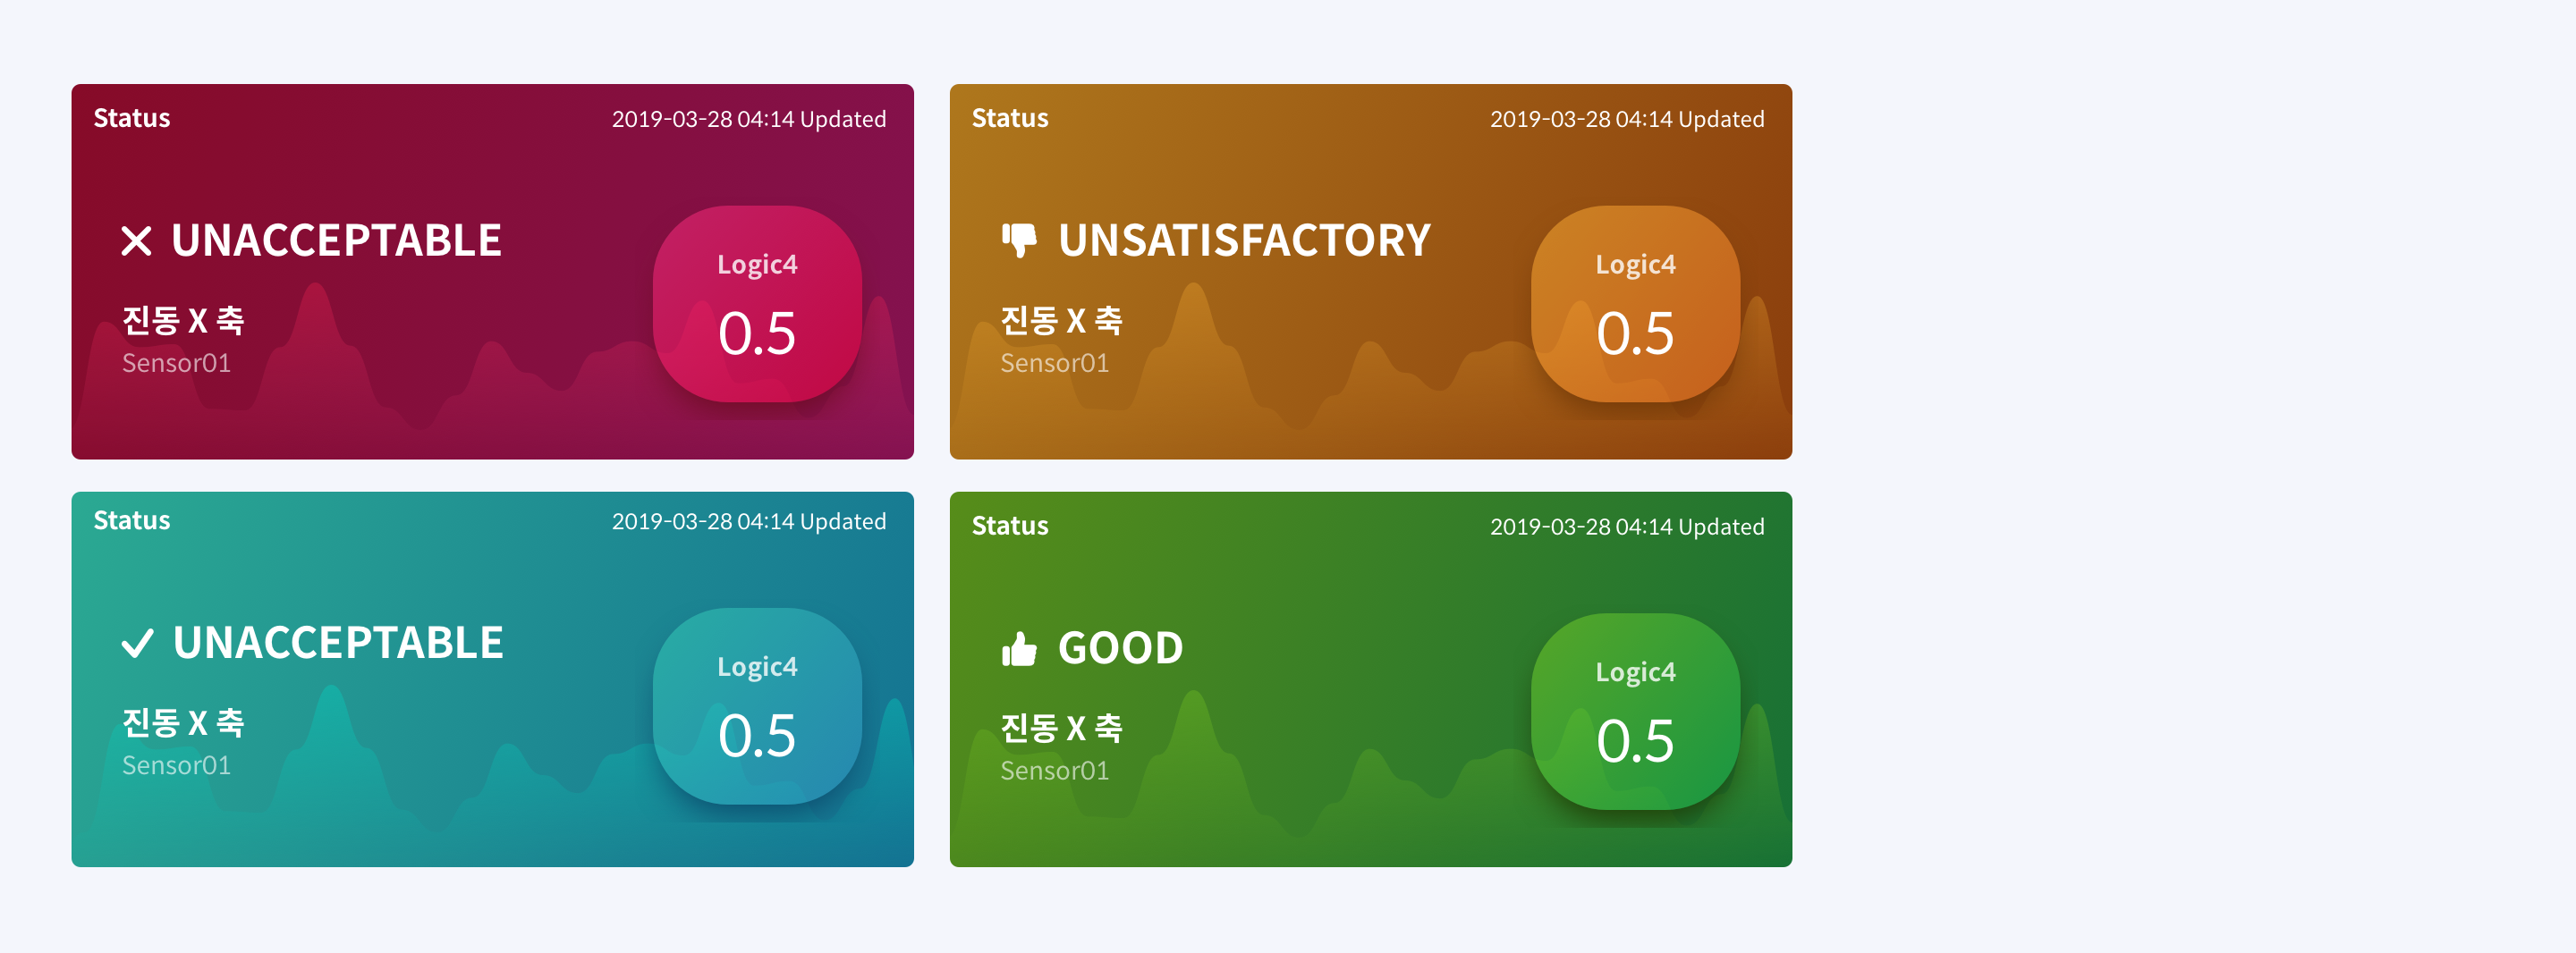 Status
2019-03-28 04:14 Updated
UNACCEPTABLE
진동 X 축
Sensor01
Logic4
0.5
Status
2019-03-28 04:14 Updated
UNSATISFACTORY
진동 X 축
Sensor01
Logic4
0.5
Status
2019-03-28 04:14 Updated
UNACCEPTABLE
진동 X 축
Sensor01
Logic4
0.5
Status
2019-03-28 04:14 Updated
GOOD
진동 X 축
Sensor01
Logic4
0.5